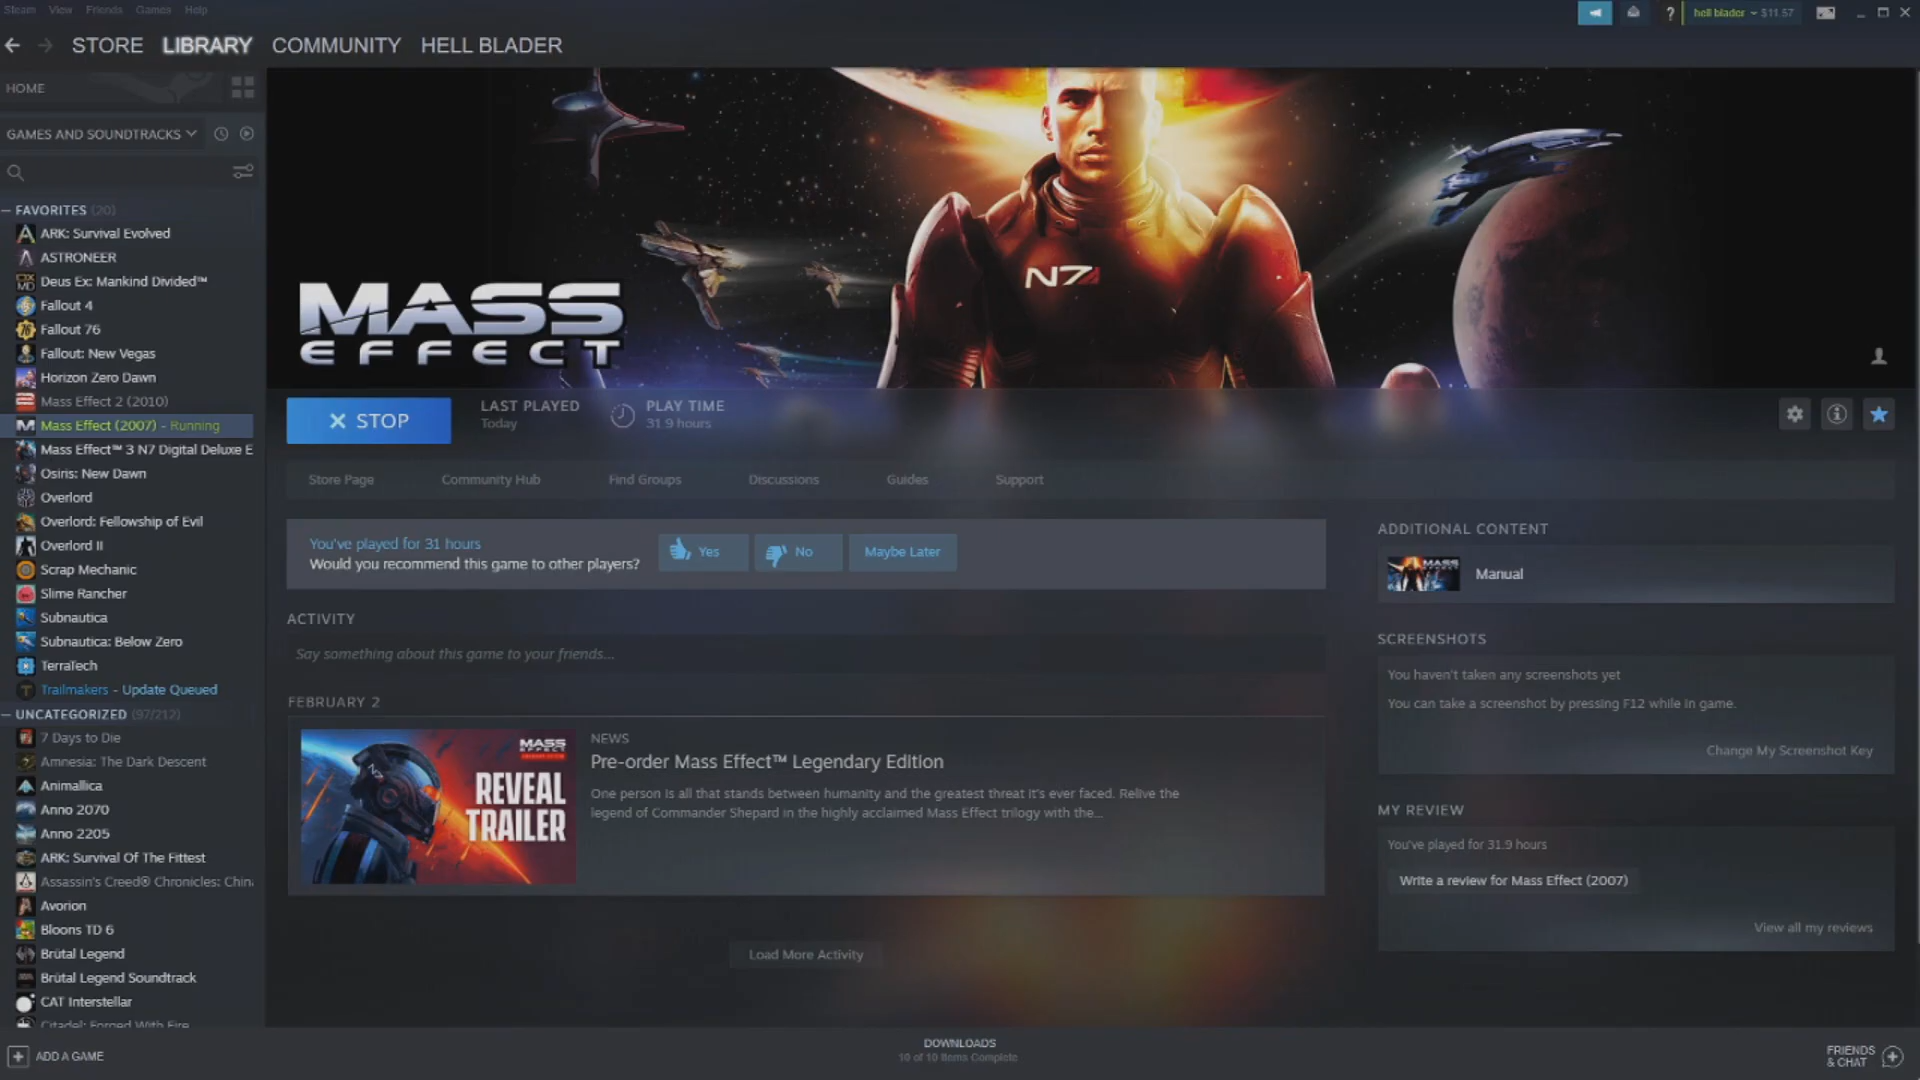 Steam View Friends Games Help
hell blader $11.57
STORE LIBRARY COMMUNITY HELL BLADER
HOME
GAMES AND SOUNDTRACKS
FAVORITES (20)
ARK: Survival Evolved
ASTRONEER
Deus Ex: Mankind Divided™
Fallout 4
Fallout 76
Fallout: New Vegas
Horizon Zero Dawn
Mass Effect 2 (2010)
Mass Effect (2007) - Running
Mass Effect™ 3 N7 Digital Deluxe E
Osiris: New Dawn
Overlord
Overlord: Fellowship of Evil
Overlord II
Scrap Mechanic
Slime Rancher
Subnautica
Subnautica: Below Zero
TerraTech
Trailmakers - Update Queued
UNCATEGORIZED (97/212)
7 Days to Die
Amnesia: The Dark Descent
Animallica
Anno 2070
Anno 2205
ARK: Survival Of The Fittest
Assassin's Creed® Chronicles: China
Avorion
Bloons TD 6
Brütal Legend
Brütal Legend Soundtrack
CAT Interstellar
Citadel: Forged With Fire
ADD A GAME
N7
MASS
EFFECT
STOP
LAST PLAYED
Today
PLAY TIME
31.9 hours
Store Page Community Hub Find Groups Discussions Guides Support
You've played for 31 hours
Would you recommend this game to other players?
Yes No Maybe Later
ACTIVITY
Say something about this game to your friends...
FEBRUARY 2
MASS
REVEAL
TRAILER
NEWS
Pre-order Mass Effect™ Legendary Edition
One person is all that stands between humanity and the greatest threat it's ever faced. Relive the
legend of Commander Shepard in the highly acclaimed Mass Effect trilogy with the...
Load More Activity
ADDITIONAL CONTENT
MASS
Manual
SCREENSHOTS
You haven't taken any screenshots yet
You can take a screenshot by pressing F12 while in game.
Change My Screenshot Key
MY REVIEW
You've played for 31.9 hours
Write a review for Mass Effect (2007)
View all my reviews
DOWNLOADS
10 of 10 Items Complete
FRIENDS
& CHAT